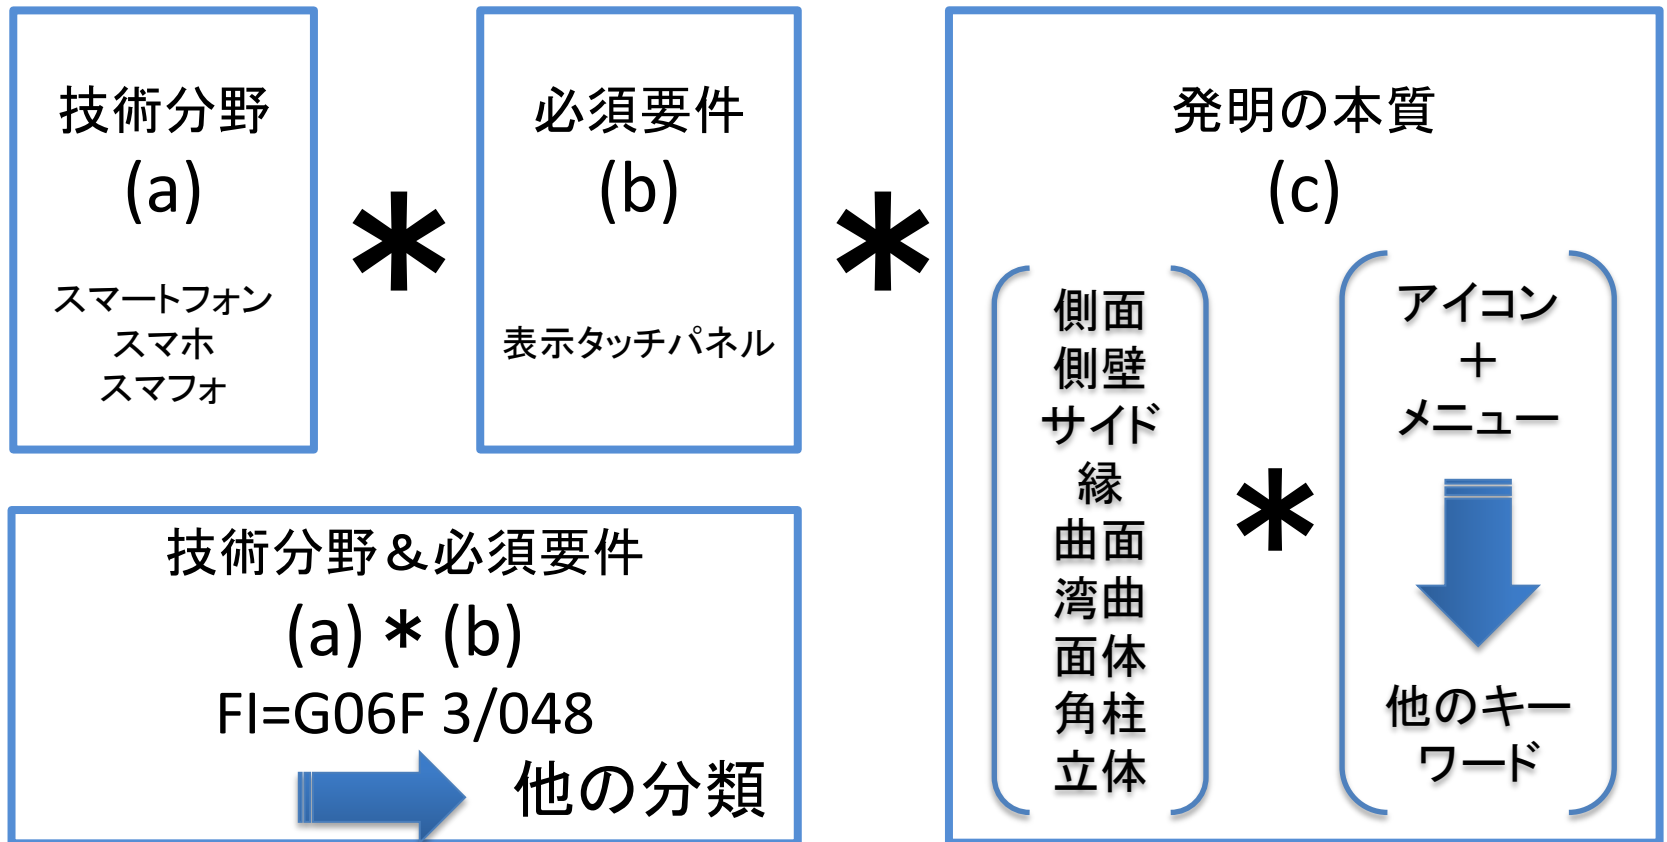 技術分野
(a)
スマートフォン
スマホ
スマフォ
*
必須要件
(b)
表示タッチパネル
*
発明の本質
(c)
側面
側壁
サイド
縁
曲面
湾曲
面体
角柱
立体
*
アイコン
＋
メニュー
他のキー
ワード
技術分野＆必須要件
(a) * (b)
FI=G06F 3/048
他の分類